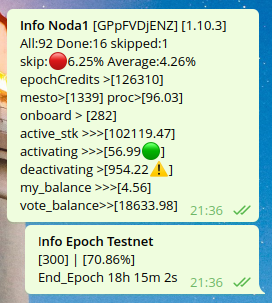 Info Noda1 [GPpFVDjENZ] [1.10.3]
All:92 Done:16 skipped:1
skip:🔴6.25% Average:4.26%
epochCredits >[126310]
mesto>[1339] proc>[96.03]
onboard > [282]
active_stk >>>[102119.47]
activating >>>[56.99🟢]
deactivating >[954.22⚠️]
my_balance >>>[4.56]
vote_balance>>[18633.98]
21:36
Info Epoch Testnet
[300] | [70.86%]
End_Epoch 18h 15m 2s
21:36